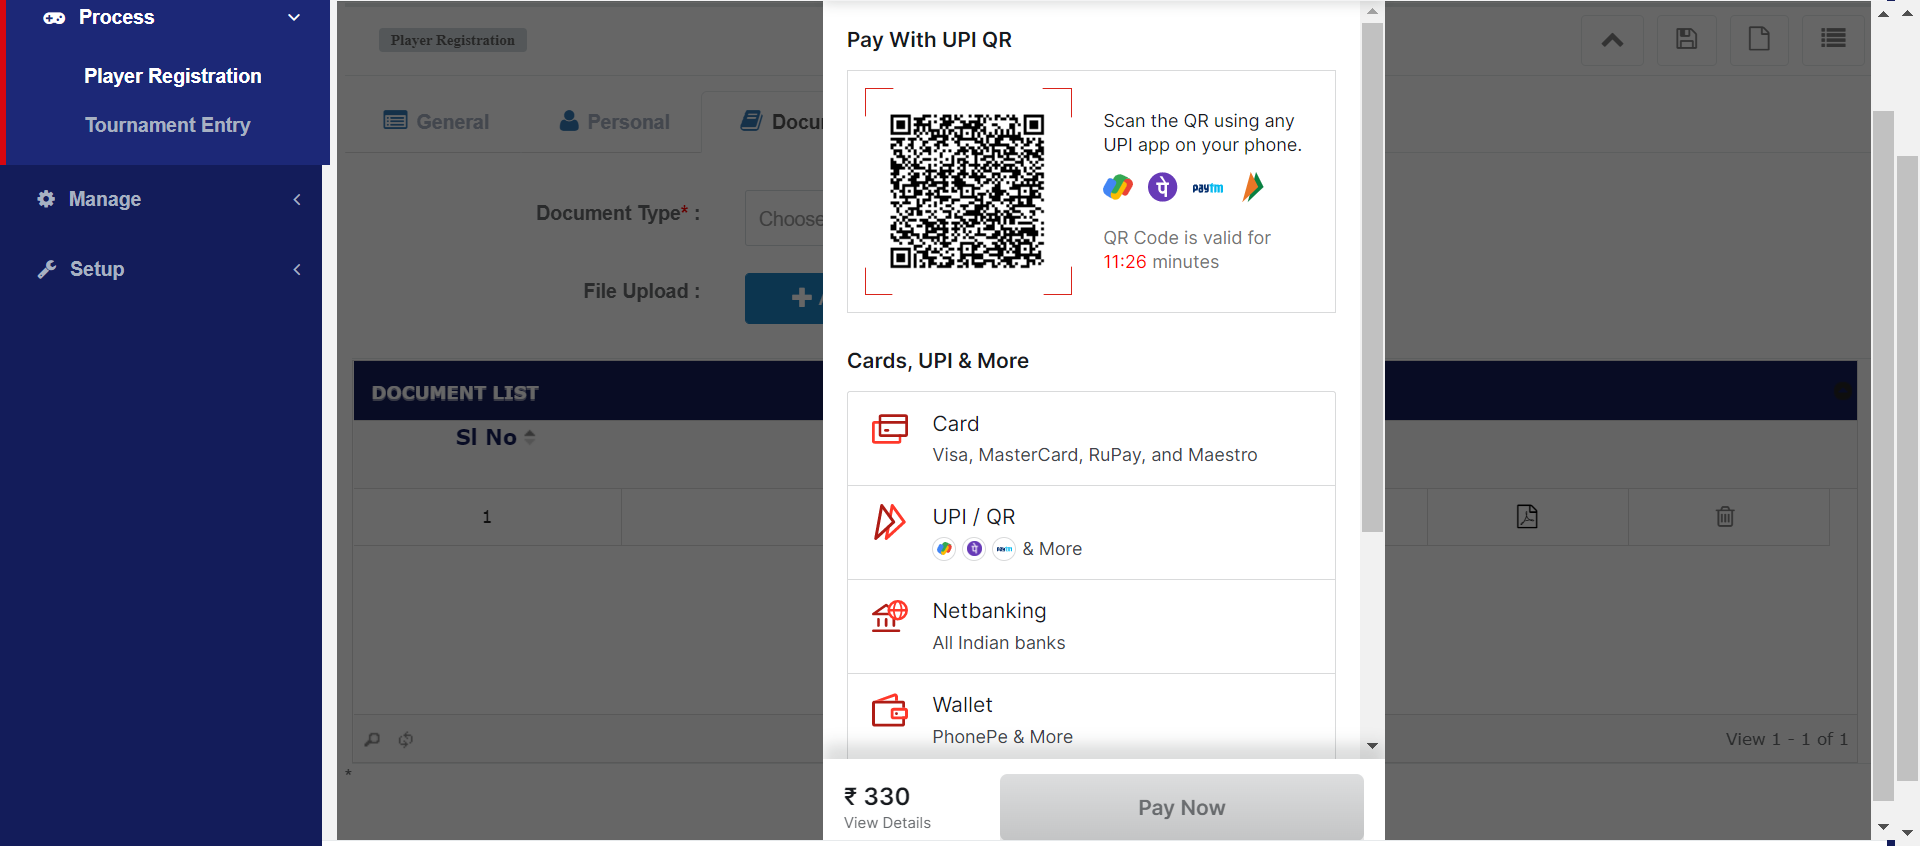 Process
Player Registration
Tournament Entry
Manage
Setup
Player Registration
General
Personal
Docu
Document Type* :
Choose
File Upload :
DOCUMENT LIST
Sl No
1
View 1 - 1 of 1
*
Pay With UPI QR
Scan the QR using any
UPI app on your phone.
paytm
QR Code is valid for
11:26 minutes
Cards, UPI & More
Card
Visa, MasterCard, RuPay, and Maestro
UPI / QR
paytm & More
Netbanking
All Indian banks
Wallet
PhonePe & More
₹ 330
View Details
Pay Now